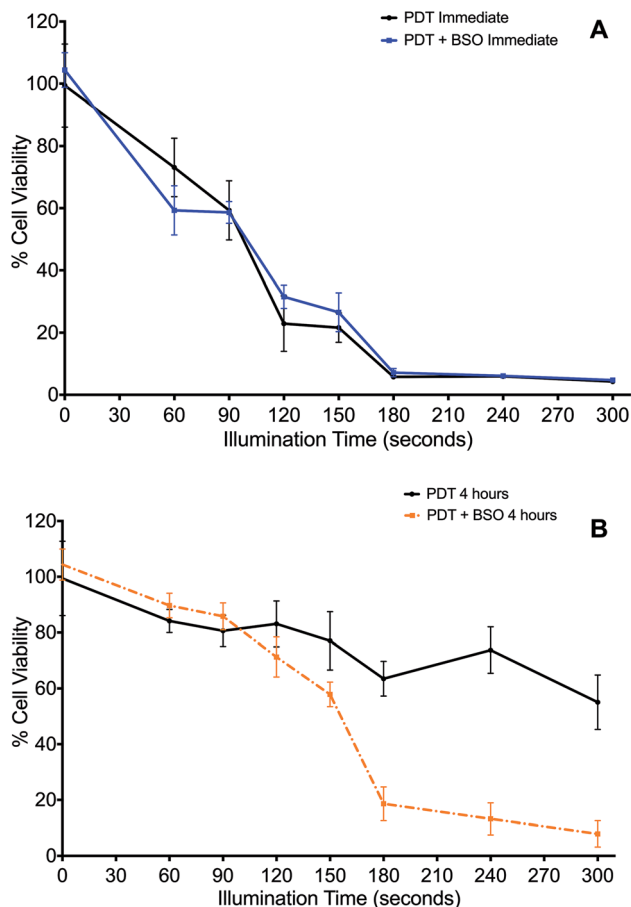 PDT Immediate
PDT + BSO Immediate
A
120
100
80
60
40
20
0
% Cell Viability
0 30 60 90 120 150 180 210 240 270 300
Illumination Time (seconds)
PDT 4 hours
PDT + BSO 4 hours
B
120
100
80
60
40
20
0
% Cell Viability
0 30 60 90 120 150 180 210 240 270 300
Illumination Time (seconds)